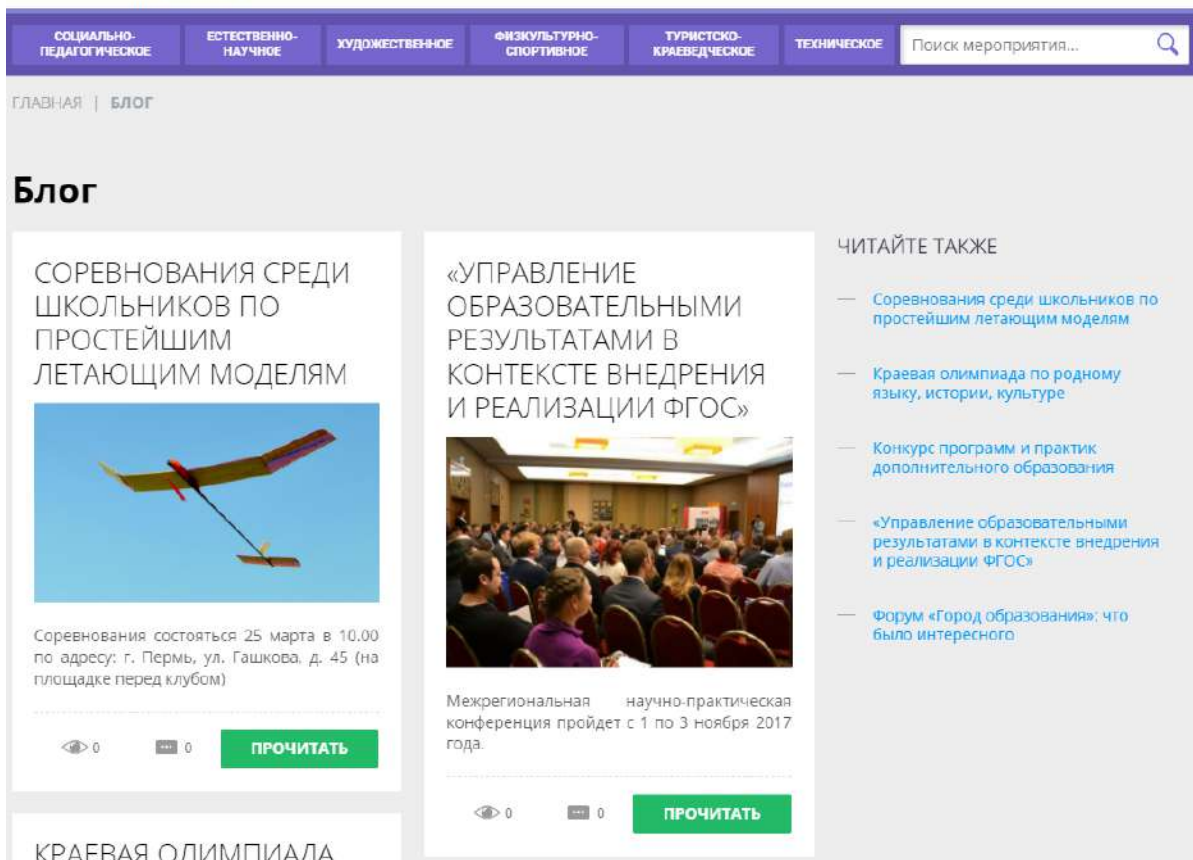 СОЦИАЛЬНО-
ПЕДАГОГИЧЕСКОЕ
ЕСТЕСТВЕННО-
НАУЧНОЕ
ХУДОЖЕСТВЕННОЕ
ФИЗКУЛЬТУРНО-
СПОРТИВНОЕ
ТУРИСТСКО-
КРАЕВЕДЧЕСКОЕ
ТЕХНИЧЕСКОЕ
Поиск мероприятия...
ГЛАВНАЯ | БЛОГ
Блог
СОРЕВНОВАНИЯ СРЕДИ
ШКОЛЬНИКОВ ПО
ПРОСТЕЙШИМ
ЛЕТАЮЩИМ МОДЕЛЯМ
Соревнования состояться 25 марта в 10.00
по адресу: г. Пермь, ул. Гашкова, д. 45 (на
площадке перед клубом)
0 0 ПРОЧИТАТЬ
КРАЕВАЯ ОЛИМПИАДА
«УПРАВЛЕНИЕ
ОБРАЗОВАТЕЛЬНЫМИ
РЕЗУЛЬТАТАМИ В
КОНТЕКСТЕ ВНЕДРЕНИЯ
И РЕАЛИЗАЦИИ ФГОС»
Межрегиональная научно-практическая
конференция пройдет с 1 по 3 ноября 2017
года.
0 0 ПРОЧИТАТЬ
ЧИТАЙТЕ ТАКЖЕ
— Соревнования среди школьников по
простейшим летающим моделям
— Краевая олимпиада по родному
языку, истории, культуре
— Конкурс программ и практик
дополнительного образования
— «Управление образовательными
результатами в контексте внедрения
и реализации ФГОС»
— Форум «Город образования»: что
было интересного